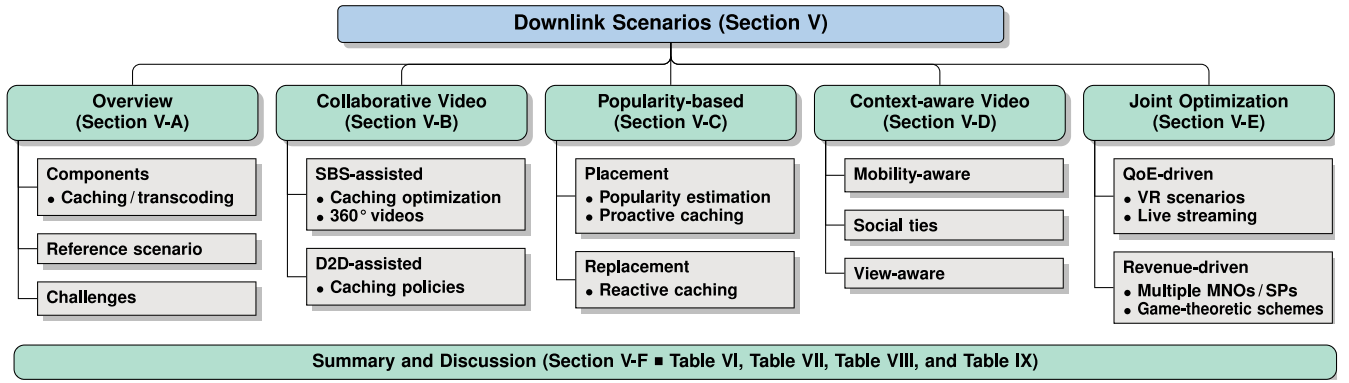 Downlink Scenarios (Section V)
Overview
(Section V-A)
Components
• Caching / transcoding
Reference scenario
Challenges
Collaborative Video
(Section V-B)
SBS-assisted
• Caching optimization
• 360° videos
D2D-assisted
• Caching policies
Popularity-based
(Section V-C)
Placement
• Popularity estimation
• Proactive caching
Replacement
• Reactive caching
Context-aware Video
(Section V-D)
Mobility-aware
Social ties
View-aware
Joint Optimization
(Section V-E)
QoE-driven
• VR scenarios
• Live streaming
Revenue-driven
• Multiple MNOs / SPs
• Game-theoretic schemes
Summary and Discussion (Section V-F ▪ Table VI, Table VII, Table VIII, and Table IX)